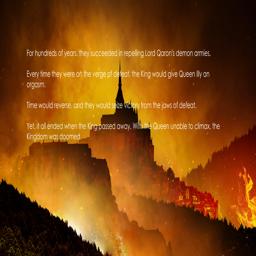 For hundreds of years, they succeeded in repelling Lord Qaron's demon armies.
Every time they were on the verge of defeat, the King would give Queen Illy an
orgasm.
Time would reverse, and they would seize victory from the jaws of defeat.
Yet, it all ended when the King passed away. With the Queen unable to climax, the
Kingdom was doomed.